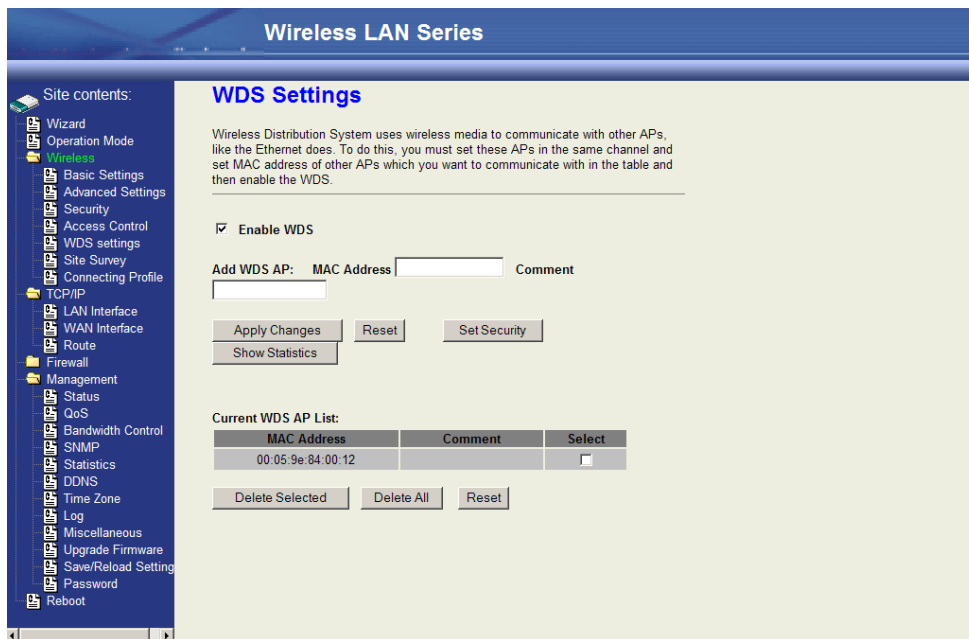 Wireless LAN Series
Site contents:
Wizard
Operation Mode
Wireless
Basic Settings
Advanced Settings
Security
Access Control
WDS settings
Site Survey
Connecting Profile
TCP/IP
LAN Interface
WAN Interface
Route
Firewall
Management
Status
QoS
Bandwidth Control
SNMP
Statistics
DDNS
Time Zone
Log
Miscellaneous
Upgrade Firmware
Save/Reload Setting
Password
Reboot
WDS Settings
Wireless Distribution System uses wireless media to communicate with other APs,
like the Ethernet does. To do this, you must set these APs in the same channel and
set MAC address of other APs which you want to communicate with in the table and
then enable the WDS.
Enable WDS
Add WDS AP: MAC Address Comment
Apply Changes Reset Set Security
Show Statistics
Current WDS AP List:
MAC Address Comment Select
00:05:9e:84:00:12
Delete Selected Delete All Reset